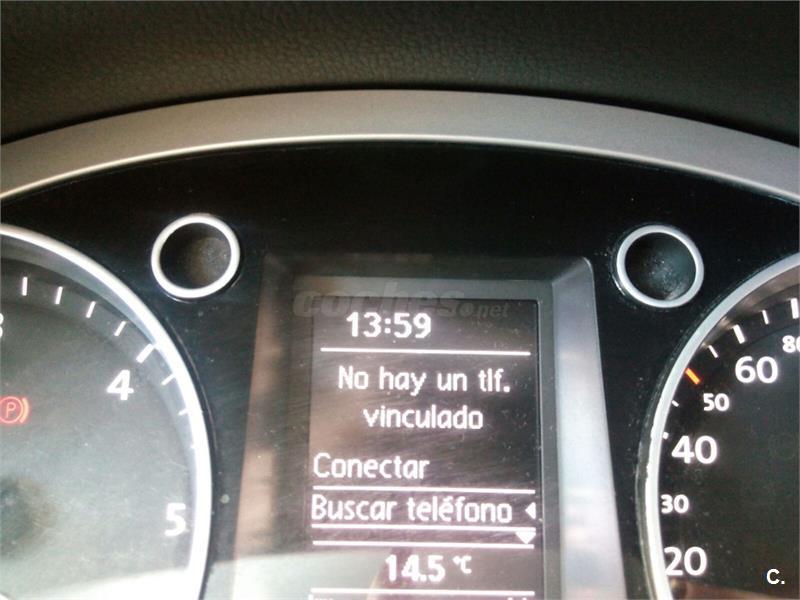 coches.net
13:59
No hay un tlf.
vinculado
Conectar
Buscar teléfono
14.5 °C
4
5
P
60
50
40
30
20
80
C.